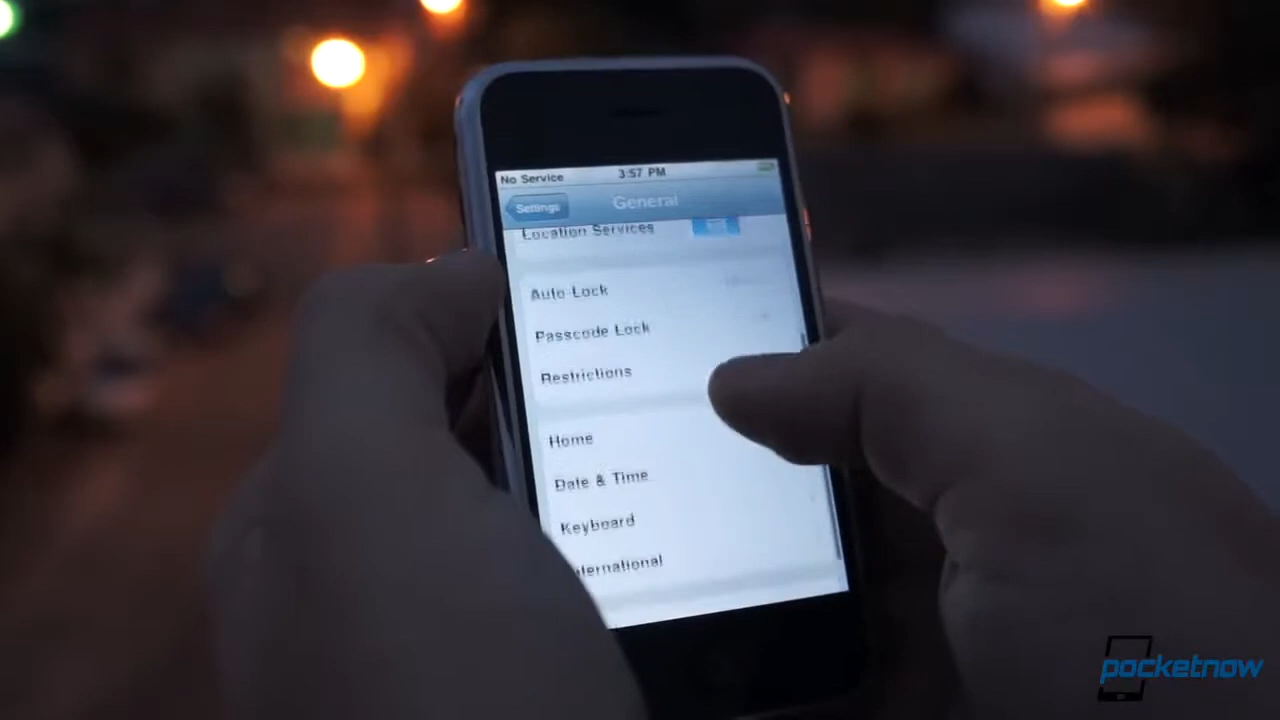 No Service 3:57 PM
Settings General
Location Services
Auto-Lock
Passcode Lock
Restrictions
Home
Date & Time
Keyboard
International
pocketnow